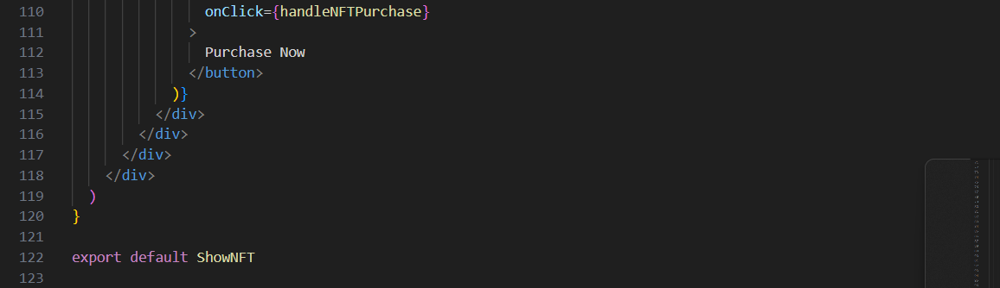 110 onClick={handleNFTPurchase}
111 >
112 Purchase Now
113 </button>
114 )}
115 </div>
116 </div>
117 </div>
118 </div>
119 )
120 }
121
122 export default ShowNFT
123